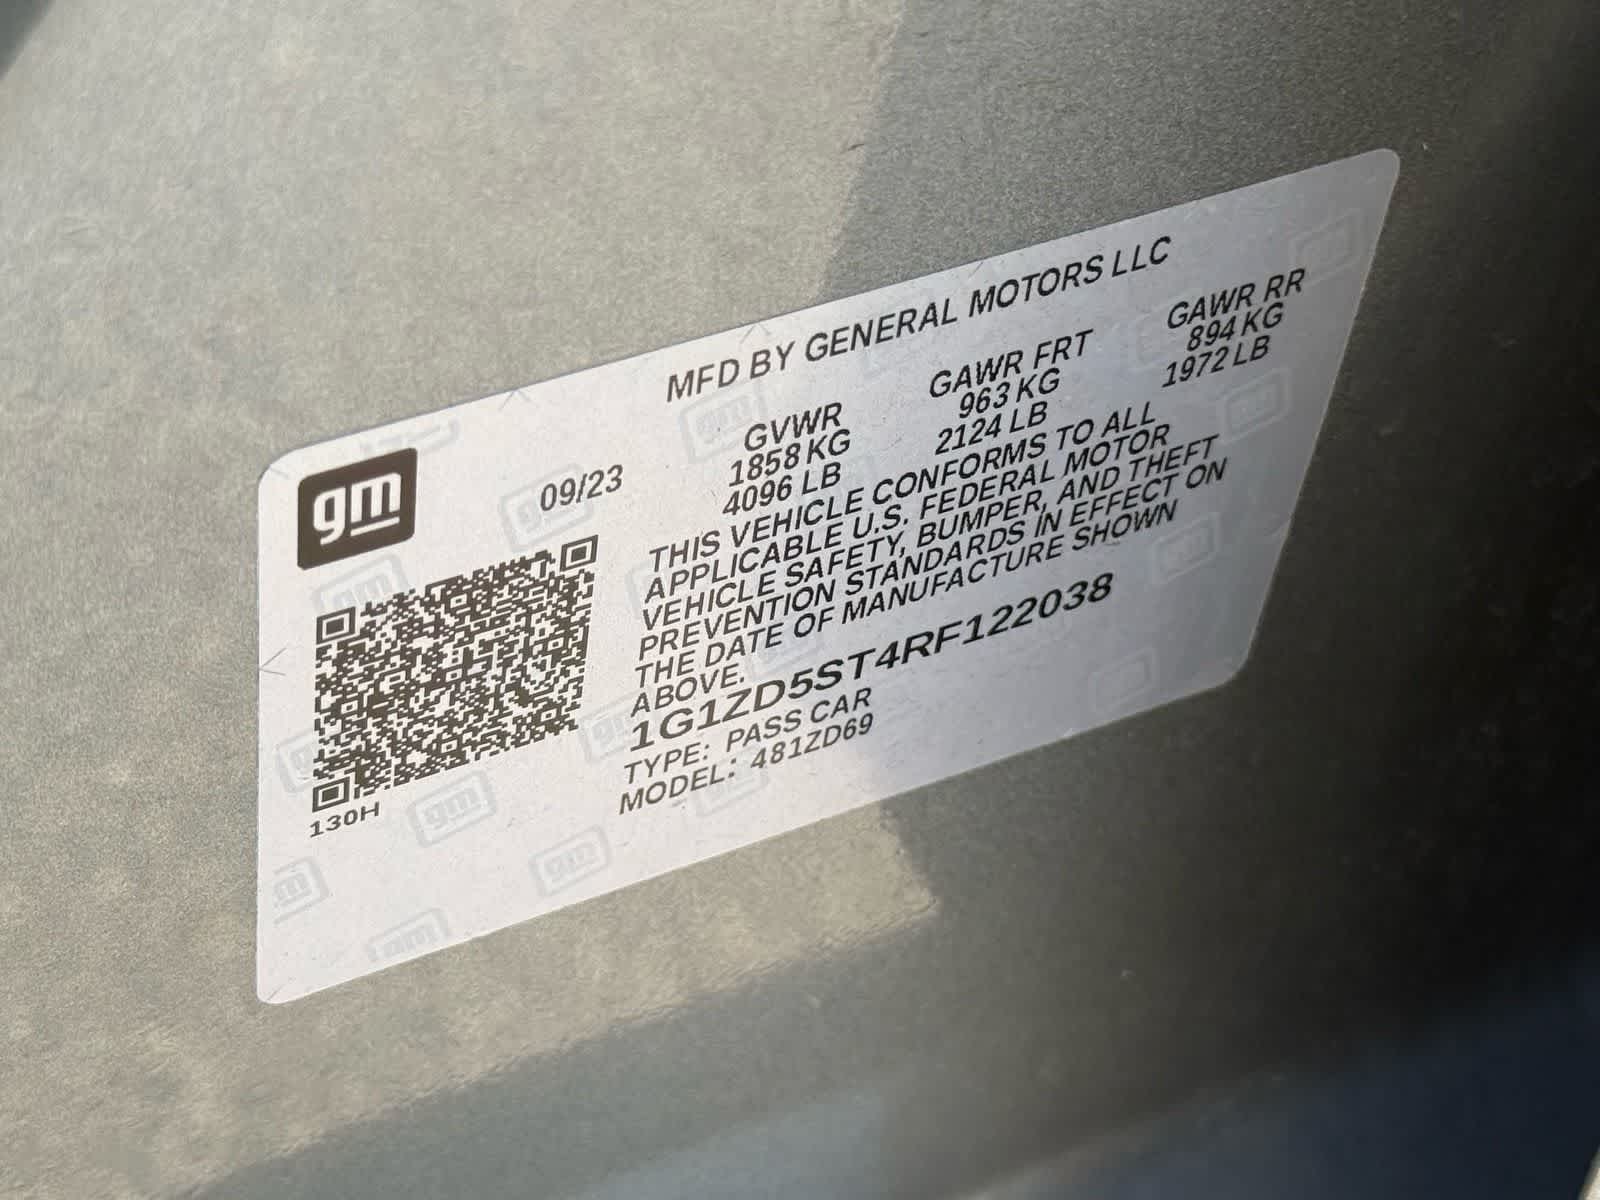 MFD BY GENERAL MOTORS LLC
gm
09/23
GVWR GAWR FRT GAWR RR
1858 KG 963 KG 894 KG
4096 LB 2124 LB 1972 LB
THIS VEHICLE CONFORMS TO ALL
APPLICABLE U.S. FEDERAL MOTOR
VEHICLE SAFETY, BUMPER, AND THEFT
PREVENTION STANDARDS IN EFFECT ON
THE DATE OF MANUFACTURE SHOWN
ABOVE.
1G1ZD5ST4RF122038
TYPE: PASS CAR
MODEL: 481ZD69
130H